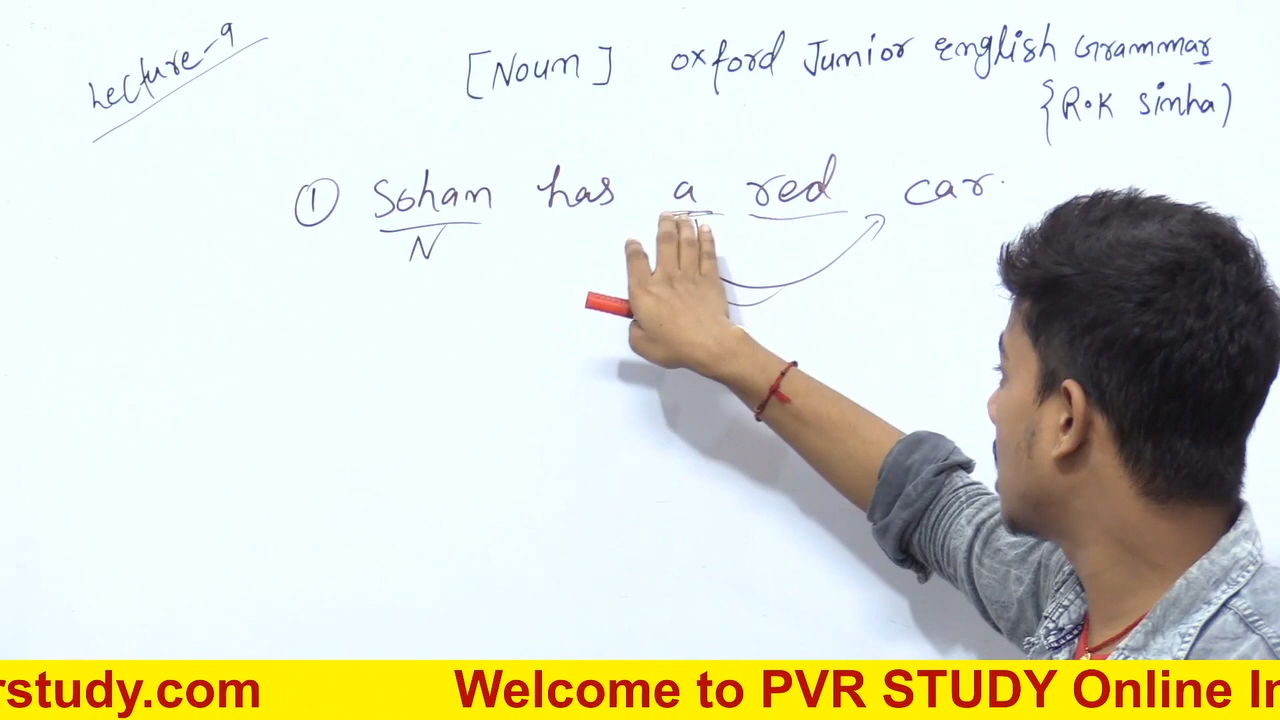 Lecture-9
[Noun] oxford Junior English Grammar
{R.K Sinha)
① Sohan has a red car.
N
rstudy.com Welcome to PVR STUDY Online In